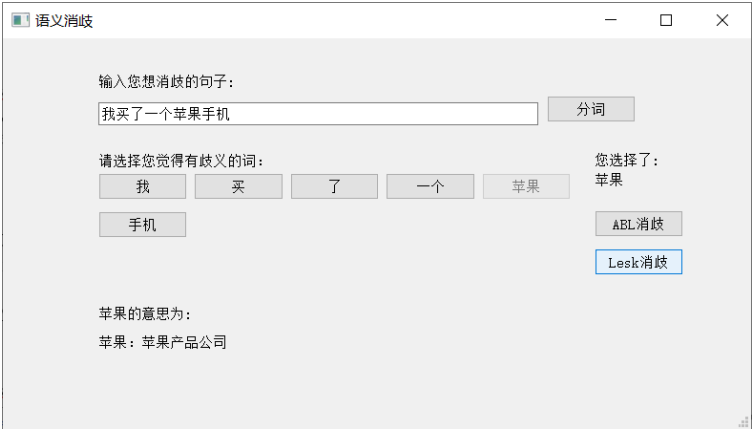 语义消歧
输入您想消歧的句子：
我买了一个苹果手机
分词
请选择您觉得有歧义的词：
您选择了：
苹果
我
买
了
一个
苹果
手机
ABL消歧
Lesk消歧
苹果的意思为：
苹果：苹果产品公司